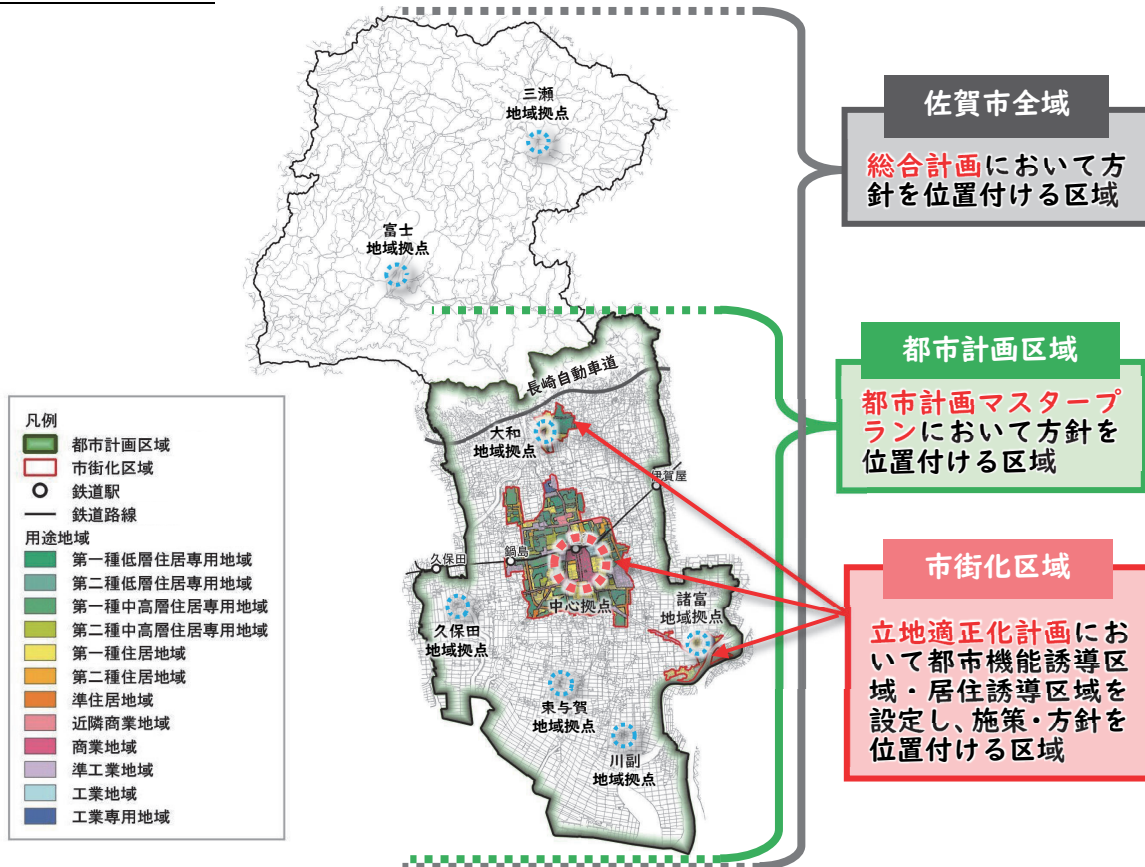 三瀬
地域拠点
富士
地域拠点
長崎自動車道
大和
地域拠点
伊賀屋
鍋島
久保田
中心拠点
久保田
地域拠点
諸富
地域拠点
東与賀
地域拠点
川副
地域拠点
凡例
都市計画区域
市街化区域
鉄道駅
鉄道路線
用途地域
第一種低層住居専用地域
第二種低層住居専用地域
第一種中高層住居専用地域
第二種中高層住居専用地域
第一種住居地域
第二種住居地域
準住居地域
近隣商業地域
商業地域
準工業地域
工業地域
工業専用地域
佐賀市全域
総合計画において方
針を位置付ける区域
都市計画区域
都市計画マスタープ
ランにおいて方針を
位置付ける区域
市街化区域
立地適正化計画にお
いて都市機能誘導区
域・居住誘導区域を
設定し、施策・方針を
位置付ける区域